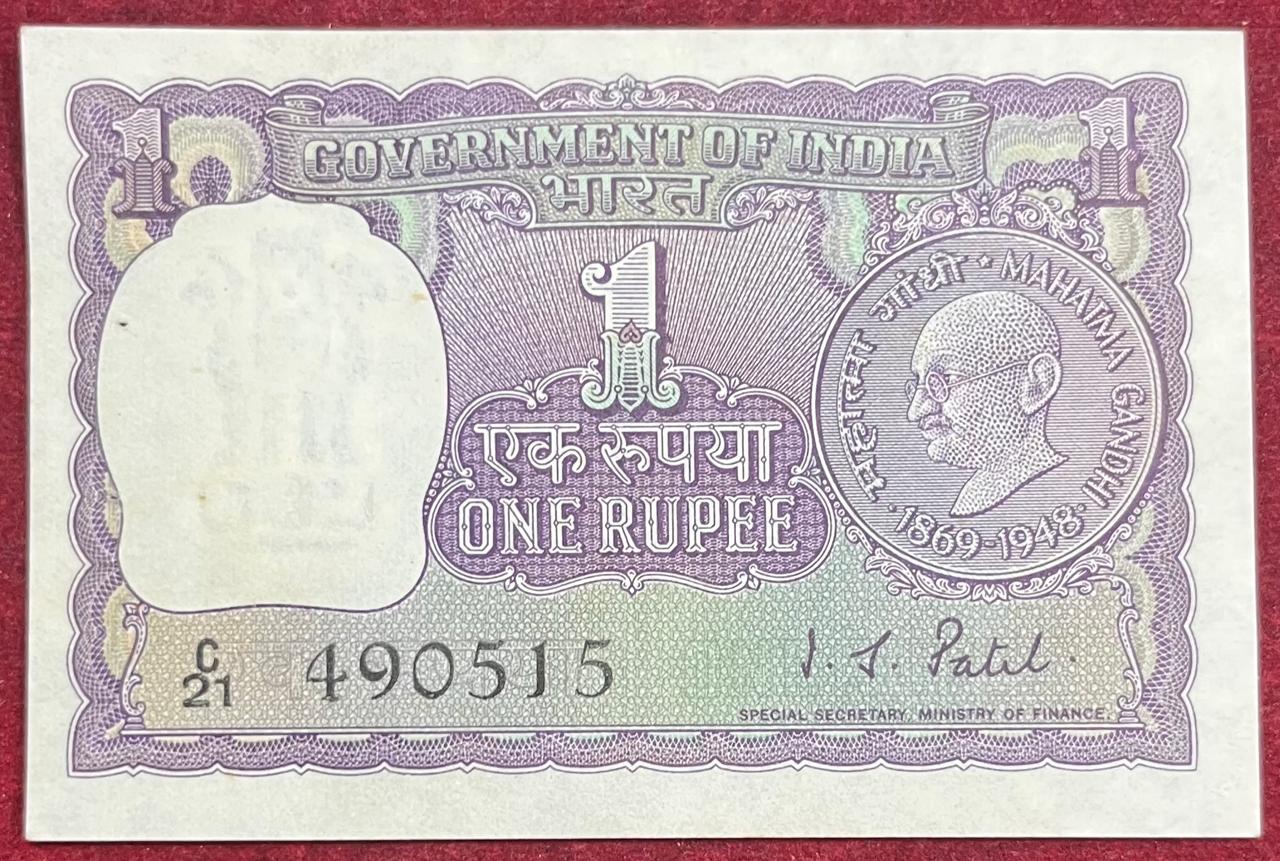 1 1
GOVERNMENT OF INDIA
भारत
1
एक रुपया
ONE RUPEE
महात्मा गांधी · MAHATMA GANDHI
· 1869-1948 ·
C
21 490515
I. J. Patel.
SPECIAL SECRETARY, MINISTRY OF FINANCE.